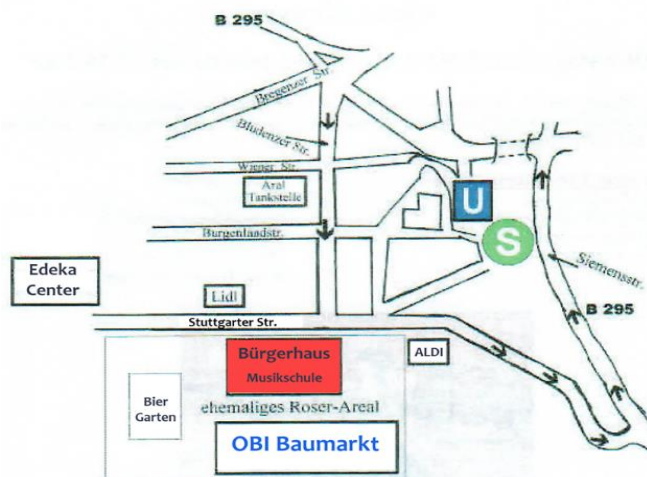 B 295
Bregenzer Str.
Bludenzer Str.
Wiener Str.
Aral
Tankstelle
U
Burgenlandstr.
S
Edeka
Center
Siemensstr.
Lidl
B 295
Stuttgarter Str.
Bürgerhaus
Musikschule
ALDI
Bier
Garten
ehemaliges Roser-Areal
OBI Baumarkt